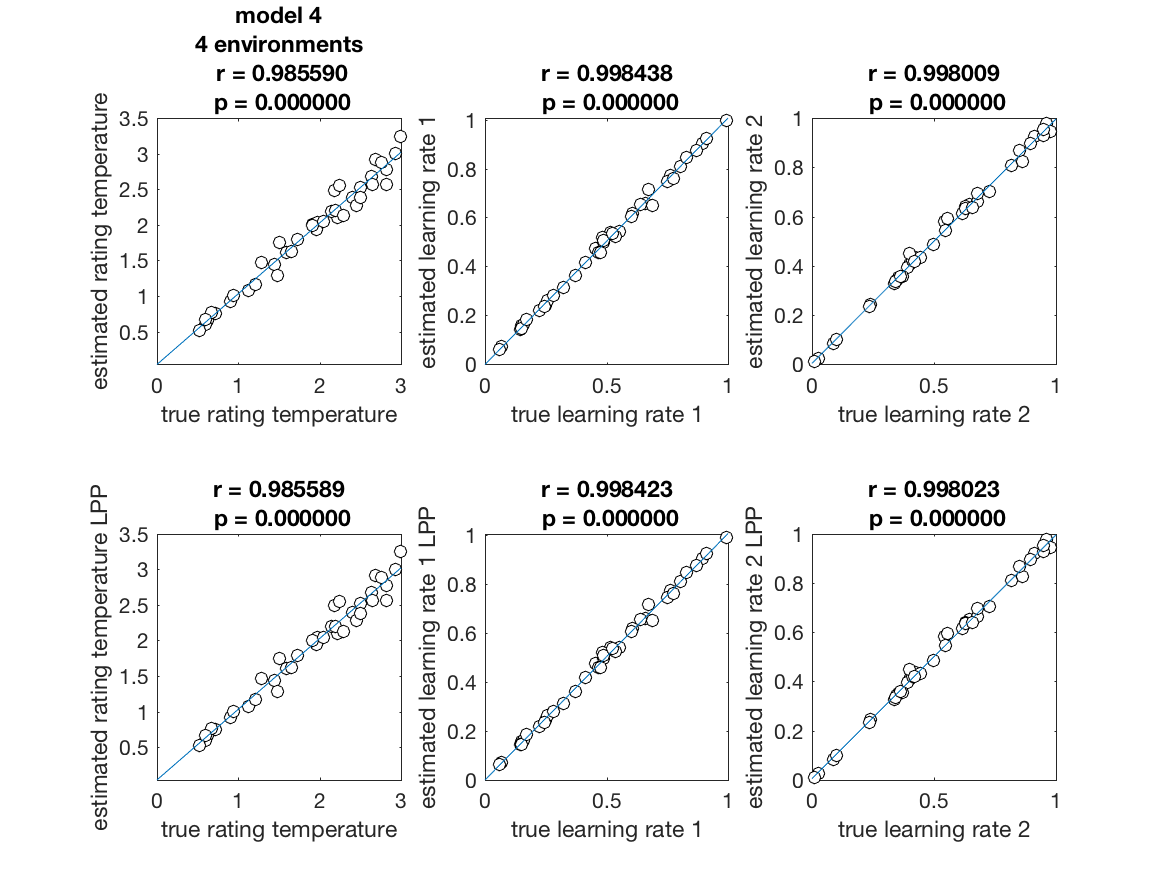 model 4
4 environments
r = 0.985590
p = 0.000000
estimated rating temperature
3.5
3
2.5
2
1.5
1
0.5
0
1
2
3
true rating temperature
r = 0.998438
p = 0.000000
estimated learning rate 1
1
0.8
0.6
0.4
0.2
0
0
0.5
1
true learning rate 1
r = 0.998009
p = 0.000000
estimated learning rate 2
1
0.8
0.6
0.4
0.2
0
0
0.5
1
true learning rate 2
r = 0.985589
p = 0.000000
estimated rating temperature LPP
3.5
3
2.5
2
1.5
1
0.5
0
1
2
3
true rating temperature
r = 0.998423
p = 0.000000
estimated learning rate 1 LPP
1
0.8
0.6
0.4
0.2
0
0
0.5
1
true learning rate 1
r = 0.998023
p = 0.000000
estimated learning rate 2 LPP
1
0.8
0.6
0.4
0.2
0
0
0.5
1
true learning rate 2